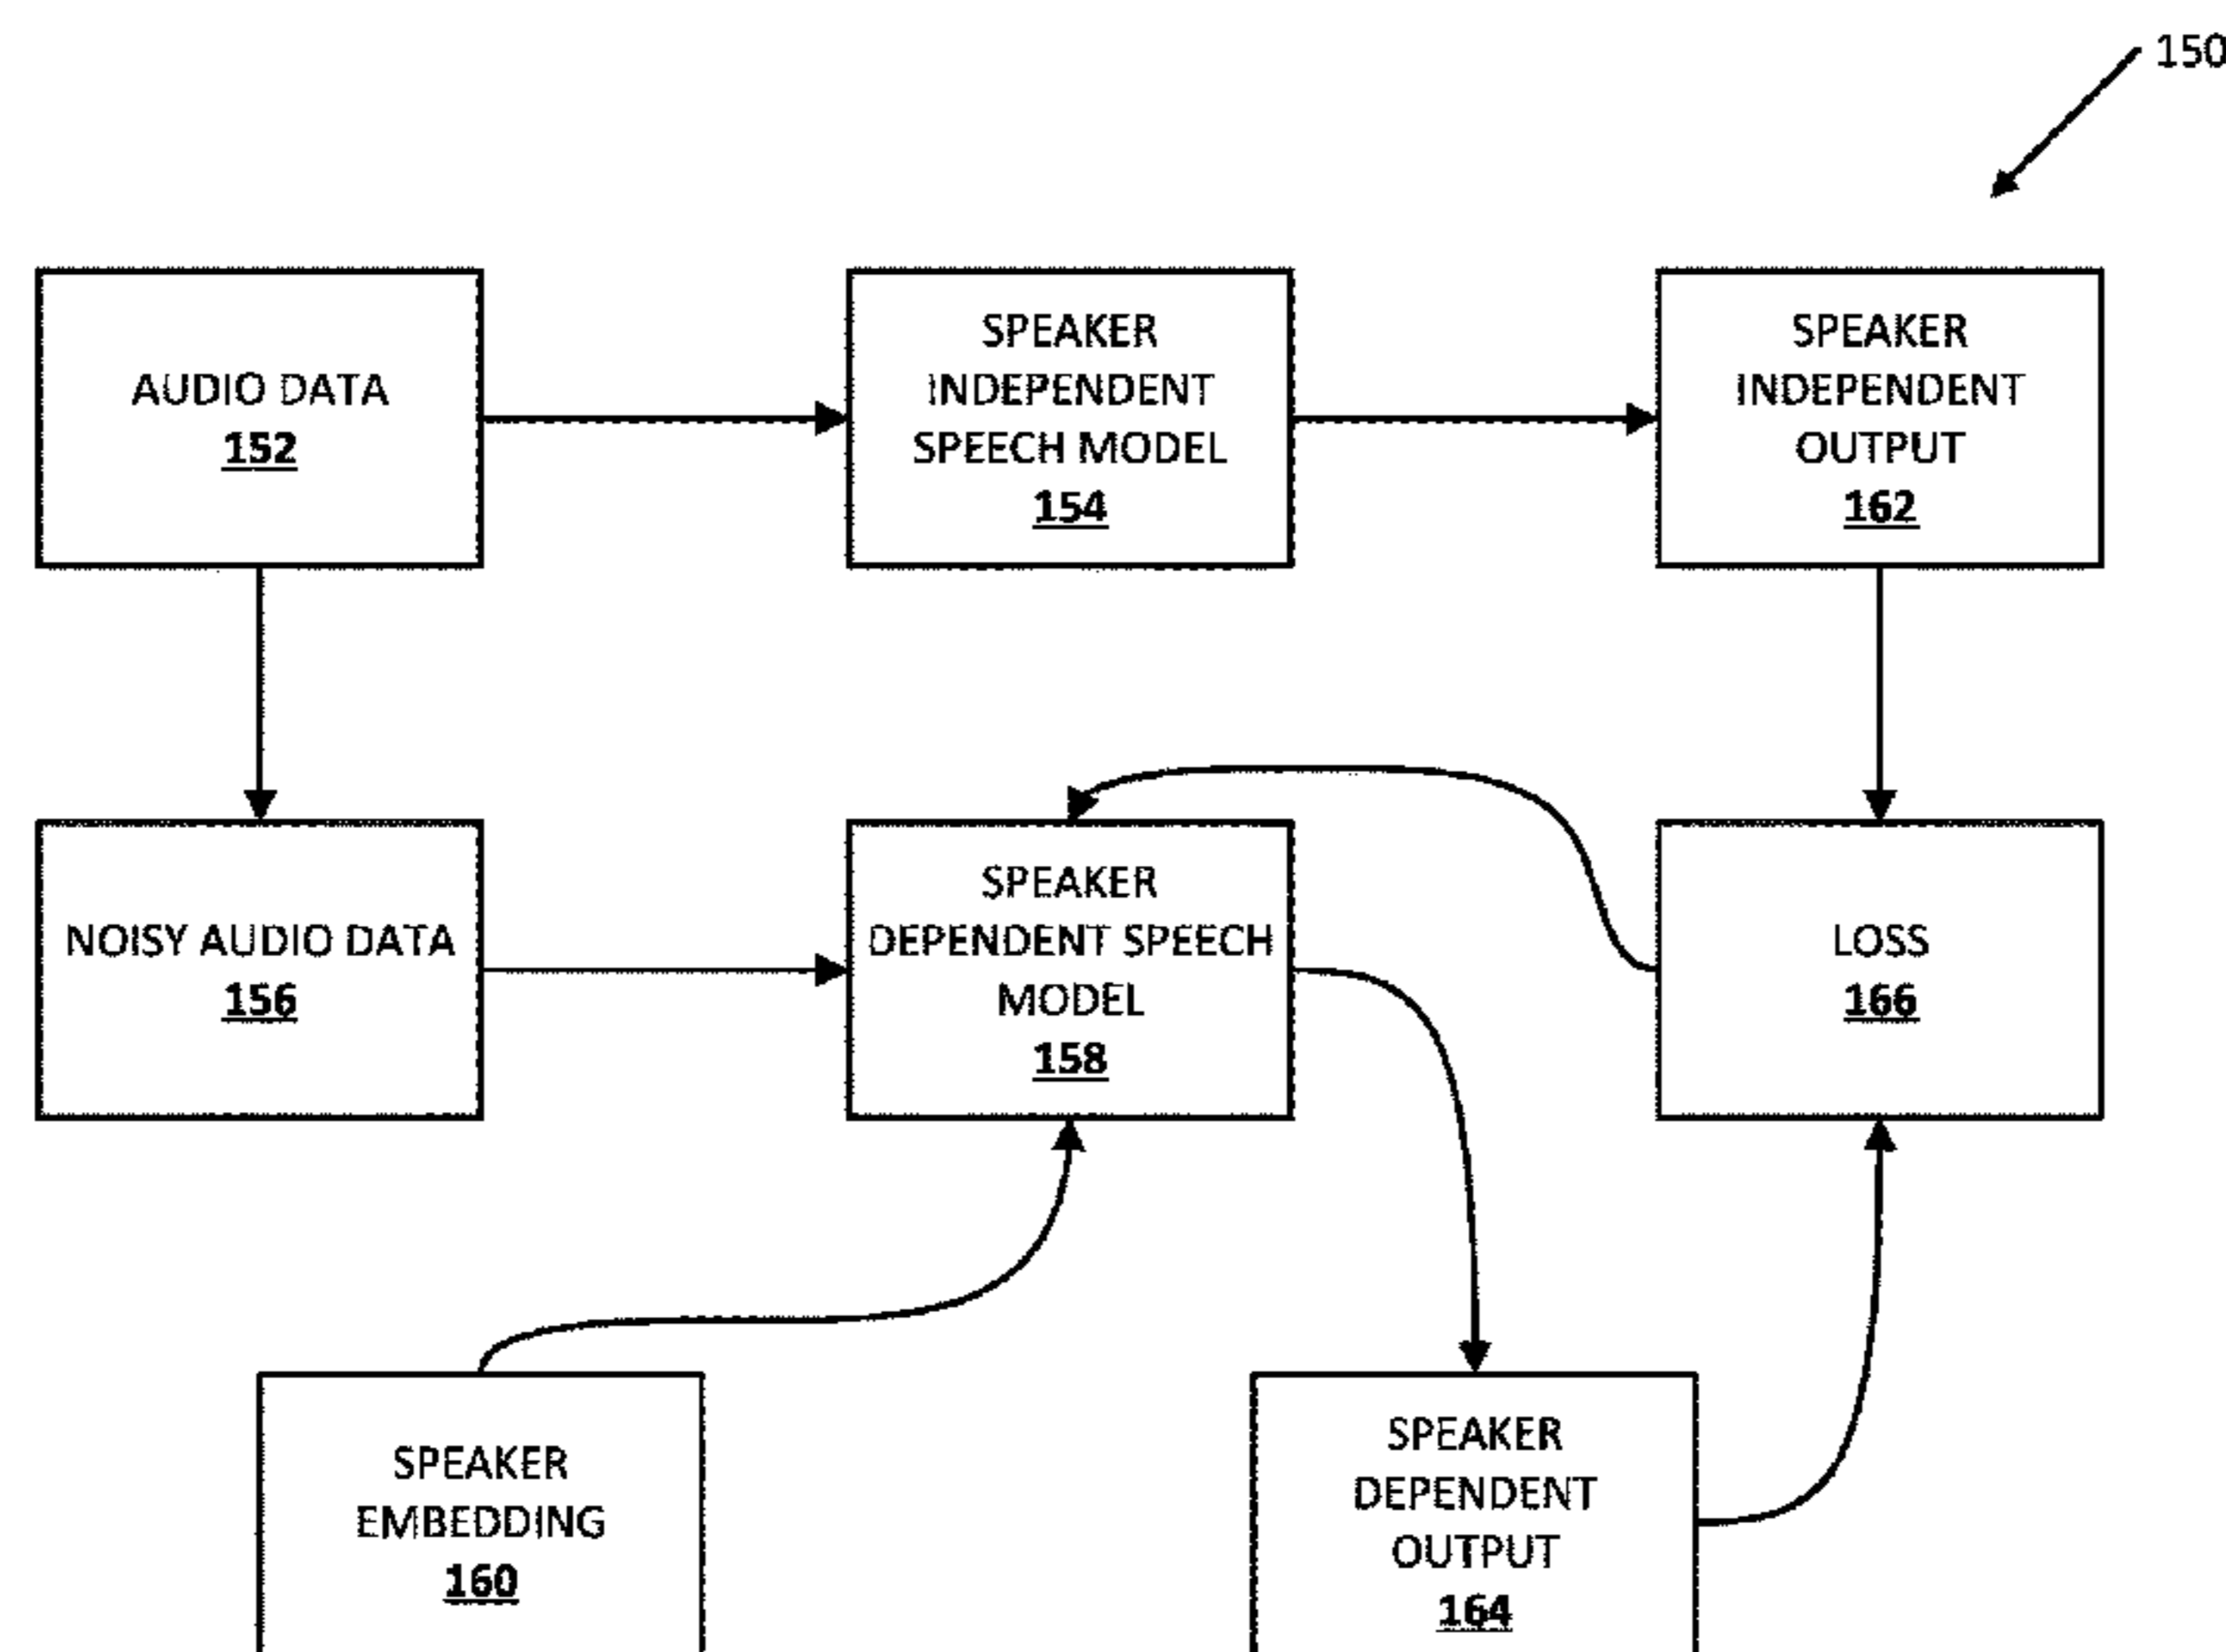 150
AUDIO DATA
152
SPEAKER
INDEPENDENT
SPEECH MODEL
154
SPEAKER
INDEPENDENT
OUTPUT
162
NOISY AUDIO DATA
156
SPEAKER
DEPENDENT SPEECH
MODEL
158
LOSS
166
SPEAKER
EMBEDDING
160
SPEAKER
DEPENDENT
OUTPUT
164